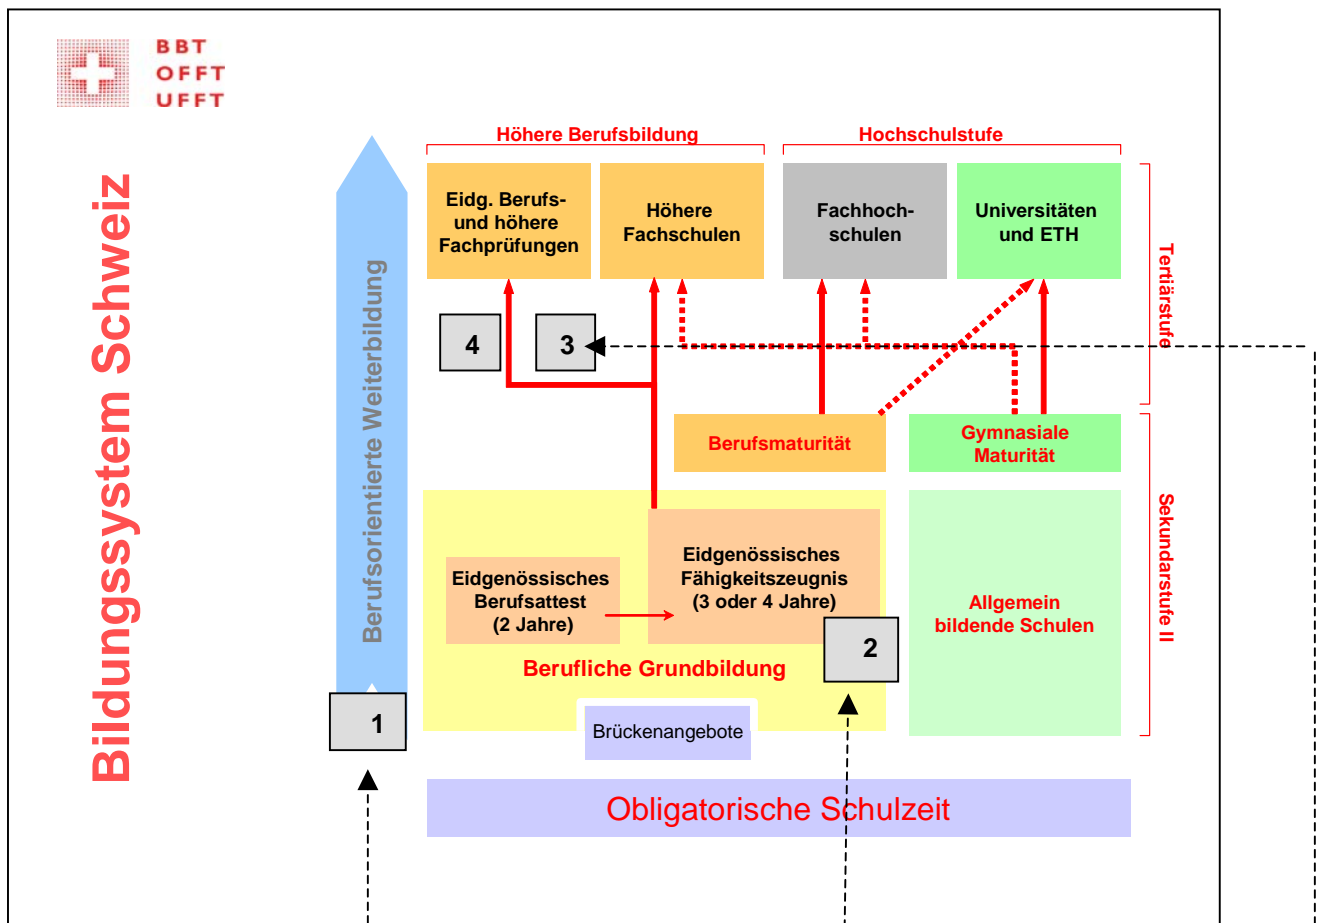 BBT
OFFT
UFFT
Bildungssystem Schweiz
Berufsorientierte Weiterbildung
Höhere Berufsbildung
Hochschulstufe
Eidg. Berufs-
und höhere
Fachprüfungen
Höhere
Fachschulen
Fachhoch-
schulen
Universitäten
und ETH
Tertiärstufe
4
3
Berufsmaturität
Gymnasiale
Maturität
Sekundarstufe II
Eidgenössisches
Berufsattest
(2 Jahre)
Eidgenössisches
Fähigkeitszeugnis
(3 oder 4 Jahre)
Allgemein
bildende Schulen
2
Berufliche Grundbildung
1
Brückenangebote
Obligatorische Schulzeit